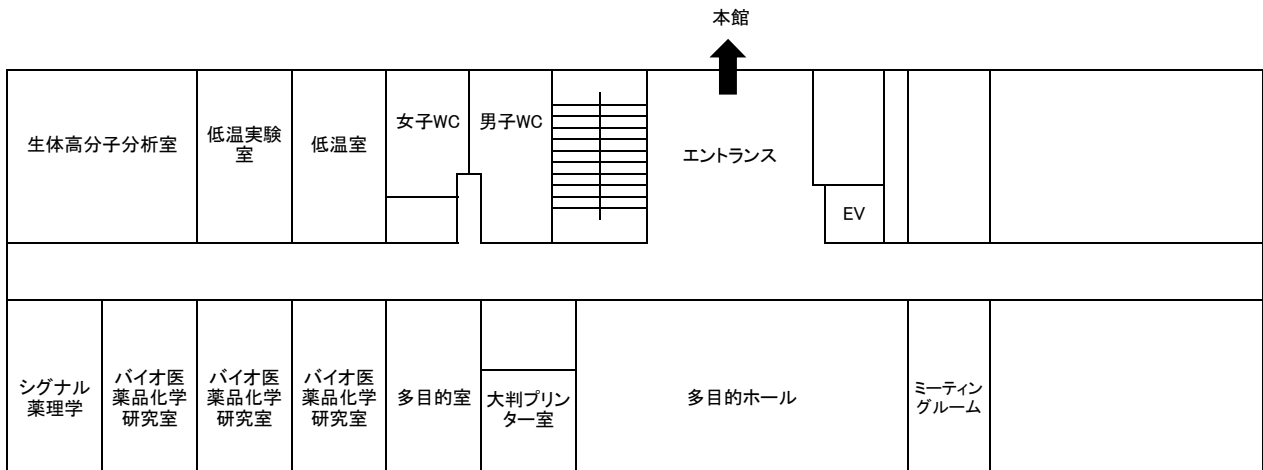 本館
生体高分子分析室
低温実験
室
低温室
女子WC
男子WC
エントランス
EV
シグナル
薬理学
バイオ医
薬品化学
研究室
バイオ医
薬品化学
研究室
バイオ医
薬品化学
研究室
多目的室
大判プリン
ター室
多目的ホール
ミーティン
グルーム